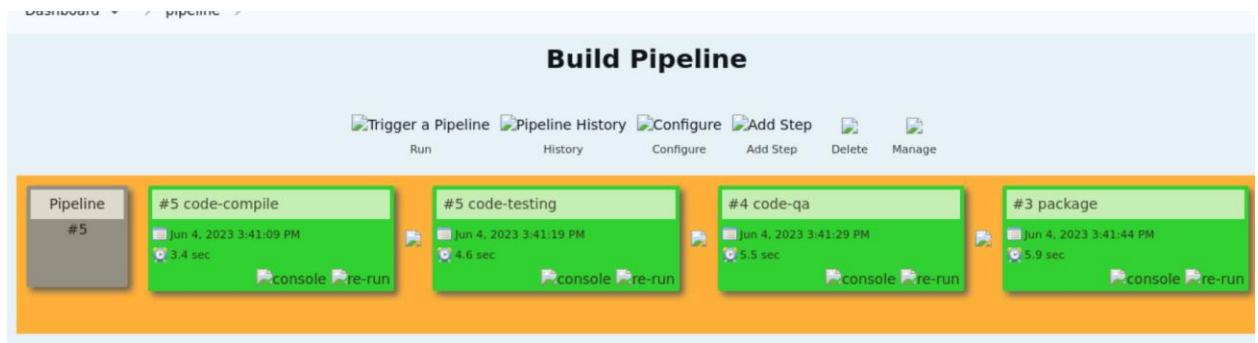 Dashboard > pipeline >
Build Pipeline
Trigger a Pipeline Pipeline History Configure Add Step
Run History Configure Add Step Delete Manage
Pipeline #5 code-compile #5 code-testing #4 code-qa #3 package
#5 Jun 4, 2023 3:41:09 PM Jun 4, 2023 3:41:19 PM Jun 4, 2023 3:41:29 PM Jun 4, 2023 3:41:44 PM
3.4 sec 4.6 sec 5.5 sec 5.9 sec
console re-run console re-run console re-run console re-run